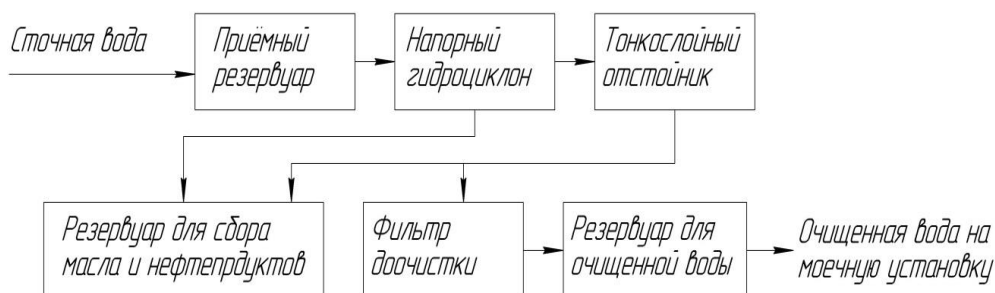 Сточная вода
Приёмный
резервуар
Напорный
гидроциклон
Тонкослойный
отстойник
Резервуар для сбора
масла и нефтепрдуктов
Фильтр
доочистки
Резервуар для
очищенной воды
Очищенная вода на
моечную установку